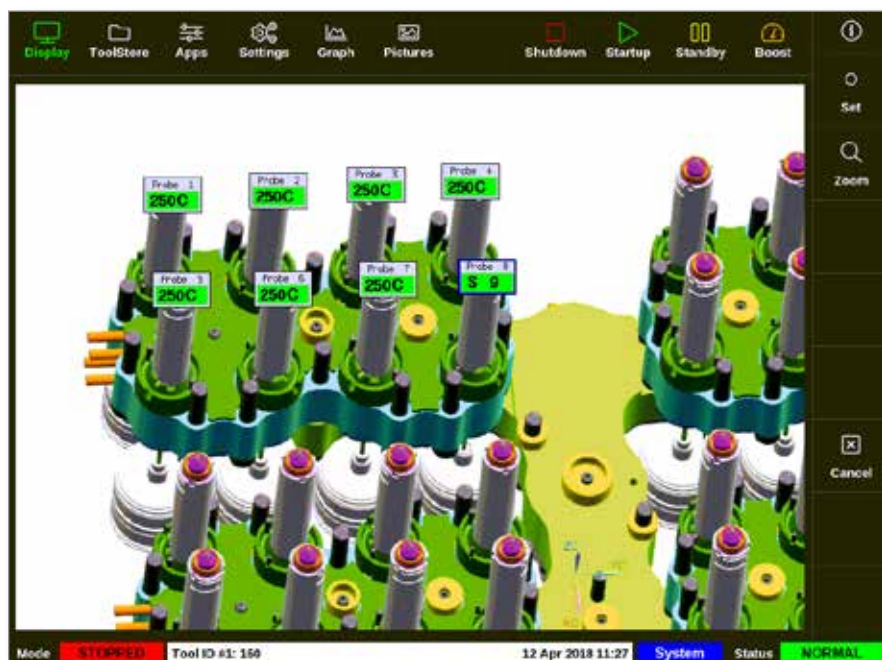 Display ToolStore Apps Settings Graph Pictures Shutdown Startup Standby Boost
Set
Zoom
Probe 1
250C
Probe 2
250C
Probe 3
250C
Probe 4
250C
Probe 5
250C
Probe 6
250C
Probe 7
250C
Probe 8
S 9
Cancel
Mode STOPPED Tool ID #1: 150 12 Apr 2018 11:27 System Status NORMAL